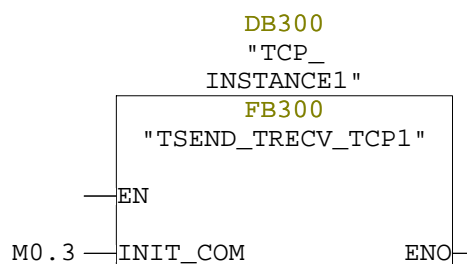 DB300
"TCP_
INSTANCE1"
FB300
"TSEND_TRECV_TCP1"
EN
M0.3 INIT_COM ENO